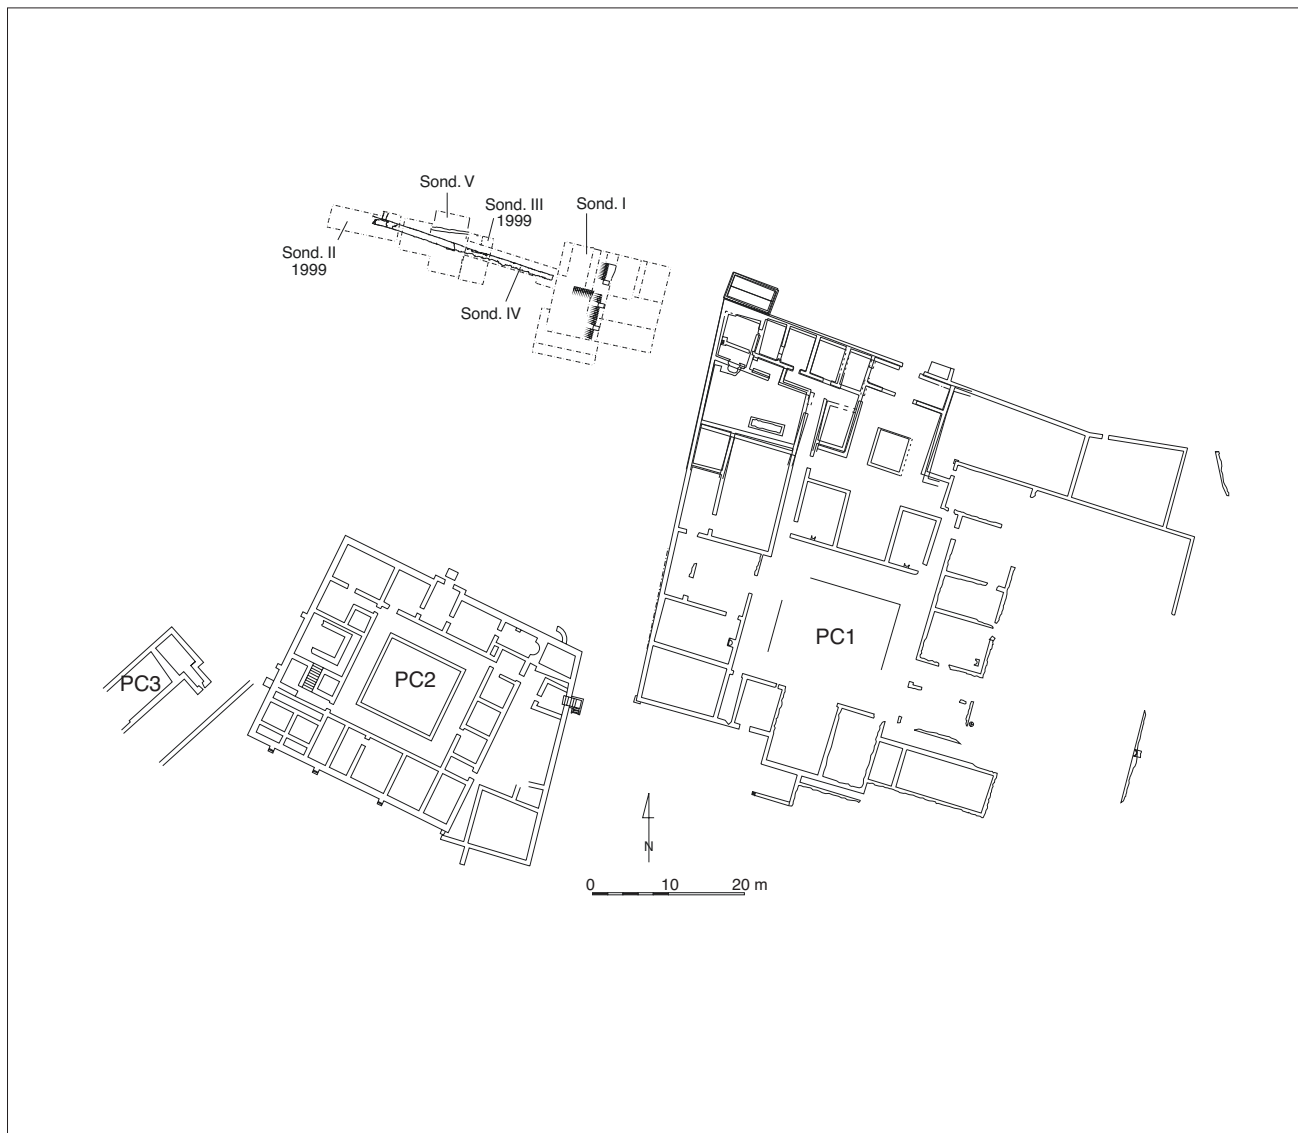 Sond. V
Sond. III
1999
Sond. I
Sond. II
1999
Sond. IV
PC1
PC2
PC3
N
0 10 20 m